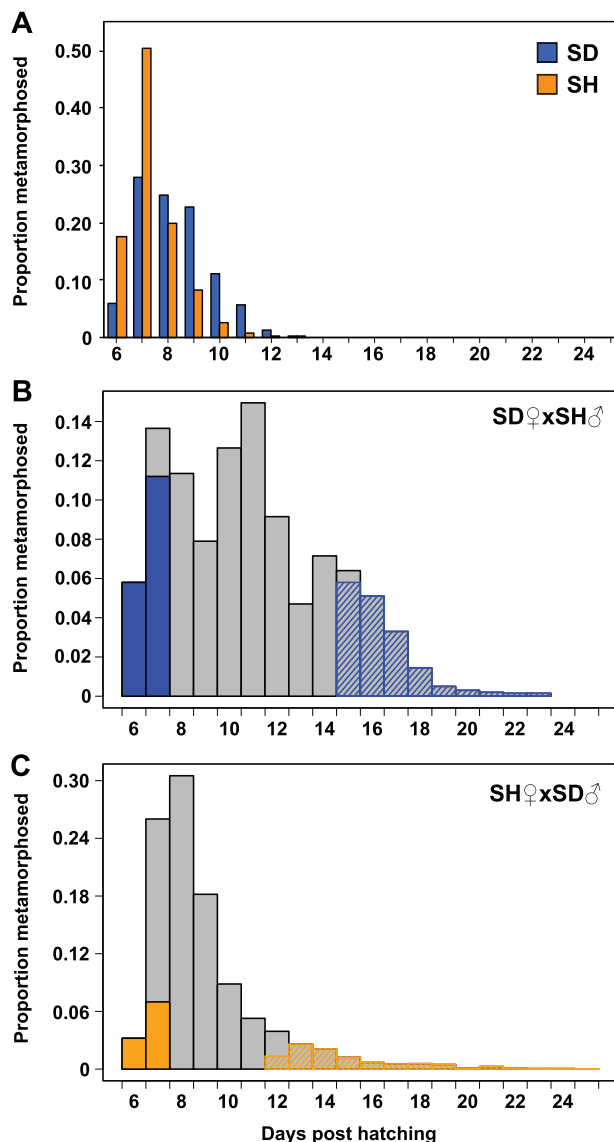 A
Proportion metamorphosed
0.50
0.40
0.30
0.20
0.10
0
SD
SH
6 8 10 12 14 16 18 20 22 24
B
Proportion metamorphosed
0.14
0.12
0.10
0.08
0.06
0.04
0.02
0
SD♀xSH♂
6 8 10 12 14 16 18 20 22 24
C
Proportion metamorphosed
0.30
0.24
0.18
0.12
0.06
0
SH♀xSD♂
6 8 10 12 14 16 18 20 22 24
Days post hatching